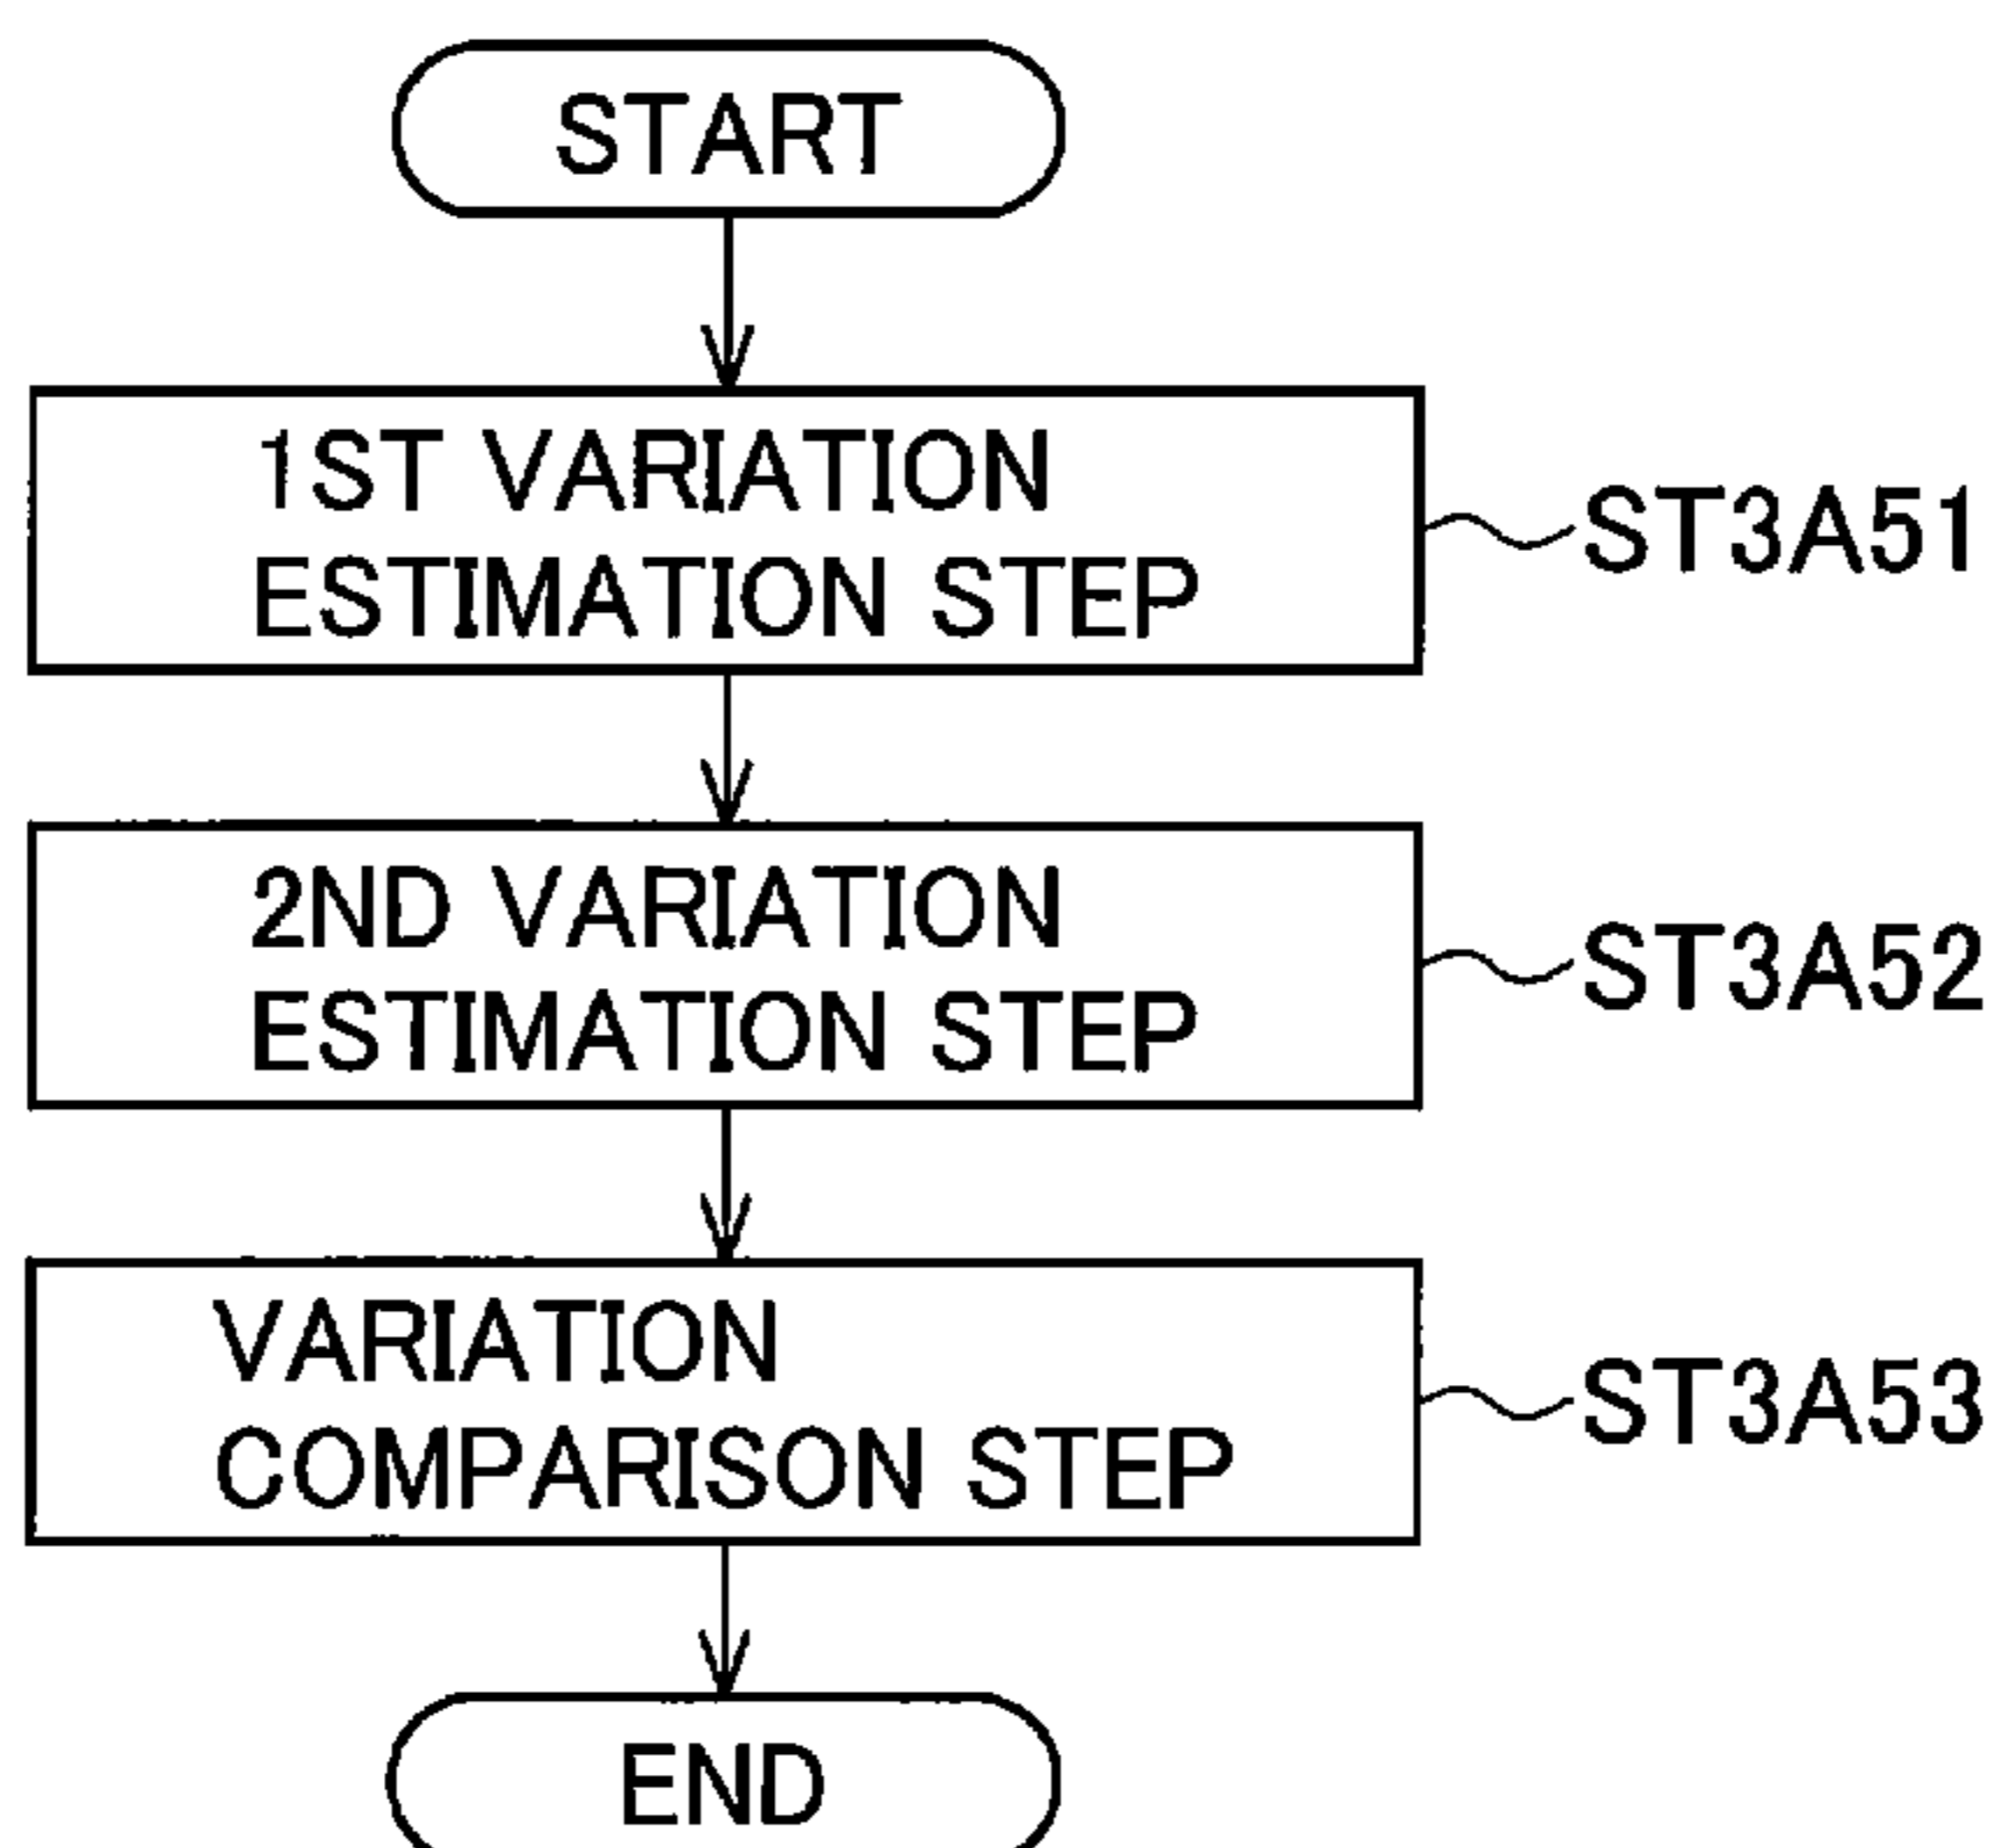 START
1ST VARIATION
ESTIMATION STEP
ST3A51
2ND VARIATION
ESTIMATION STEP
ST3A52
VARIATION
COMPARISON STEP
ST3A53
END